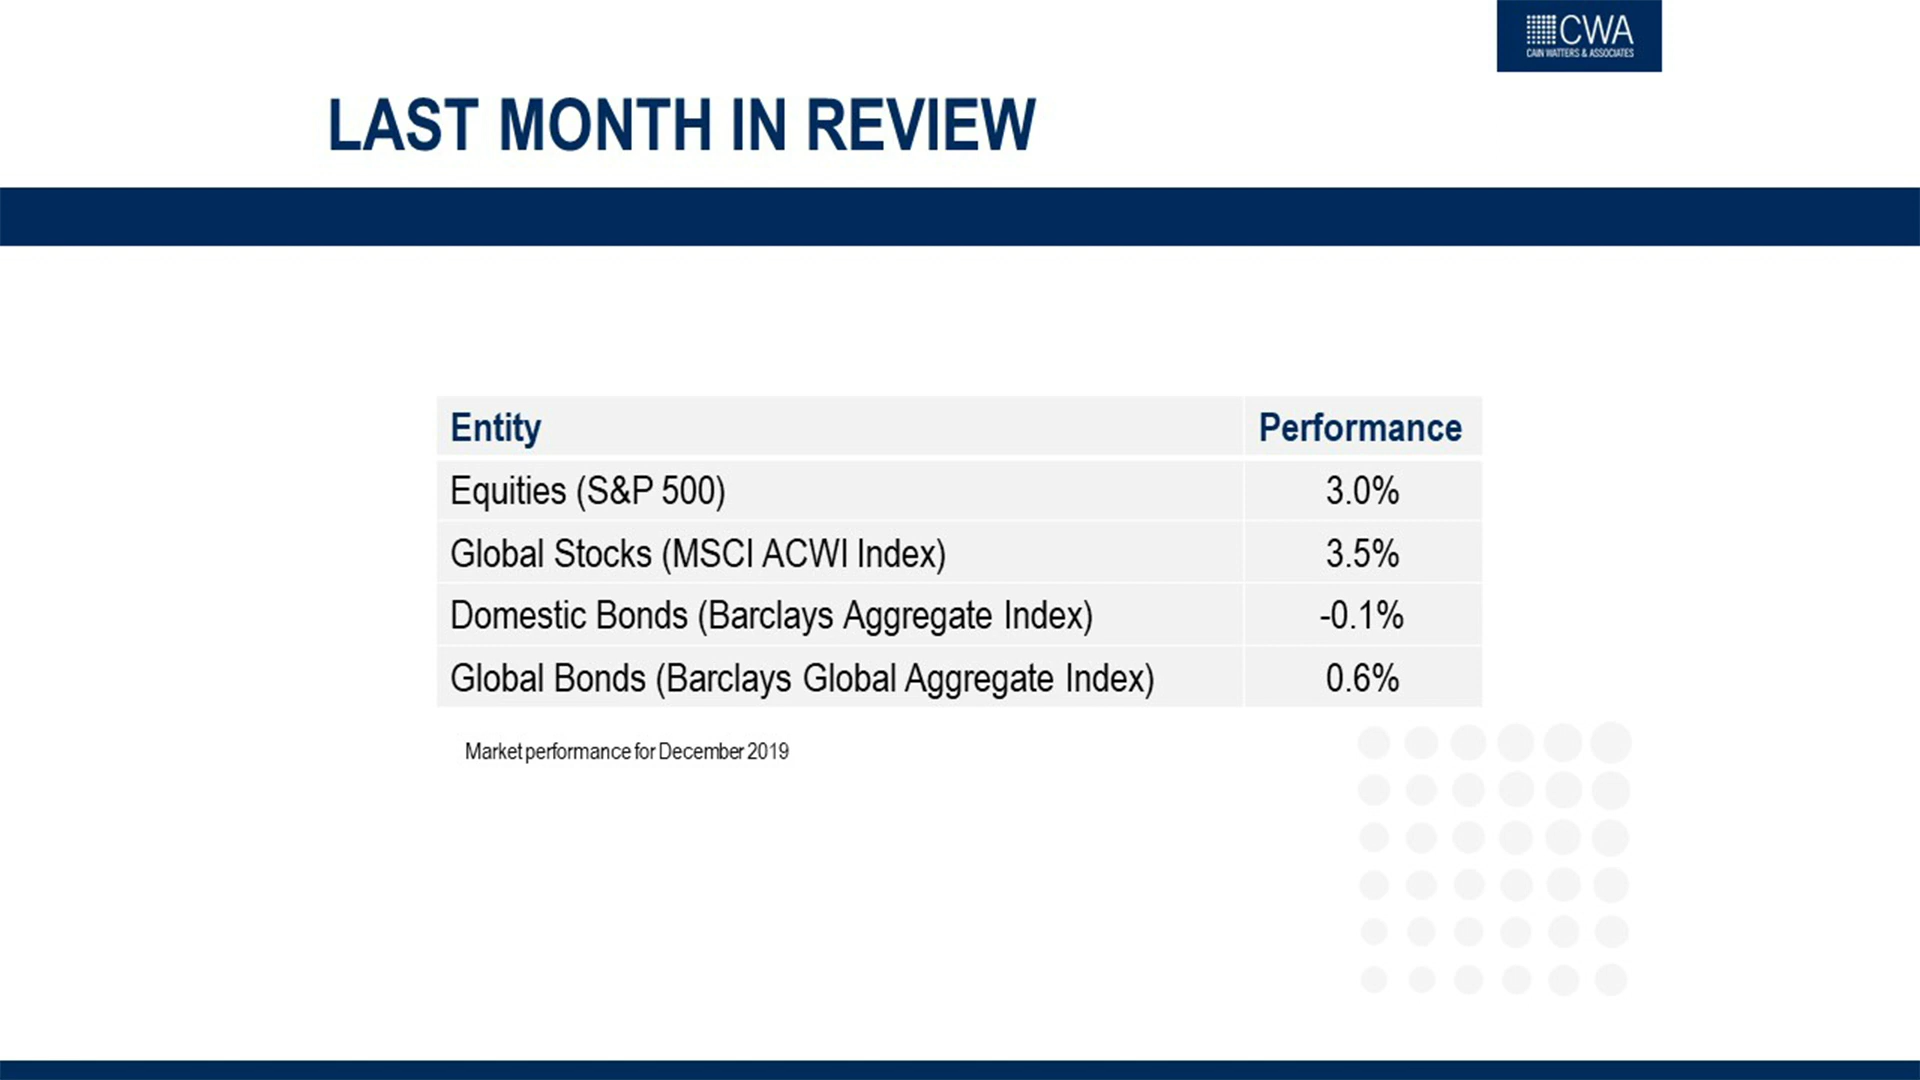 CWA
CAIN WATTERS & ASSOCIATES
LAST MONTH IN REVIEW
Entity Performance
Equities (S&P 500) 3.0%
Global Stocks (MSCI ACWI Index) 3.5%
Domestic Bonds (Barclays Aggregate Index) -0.1%
Global Bonds (Barclays Global Aggregate Index) 0.6%
Market performance for December 2019